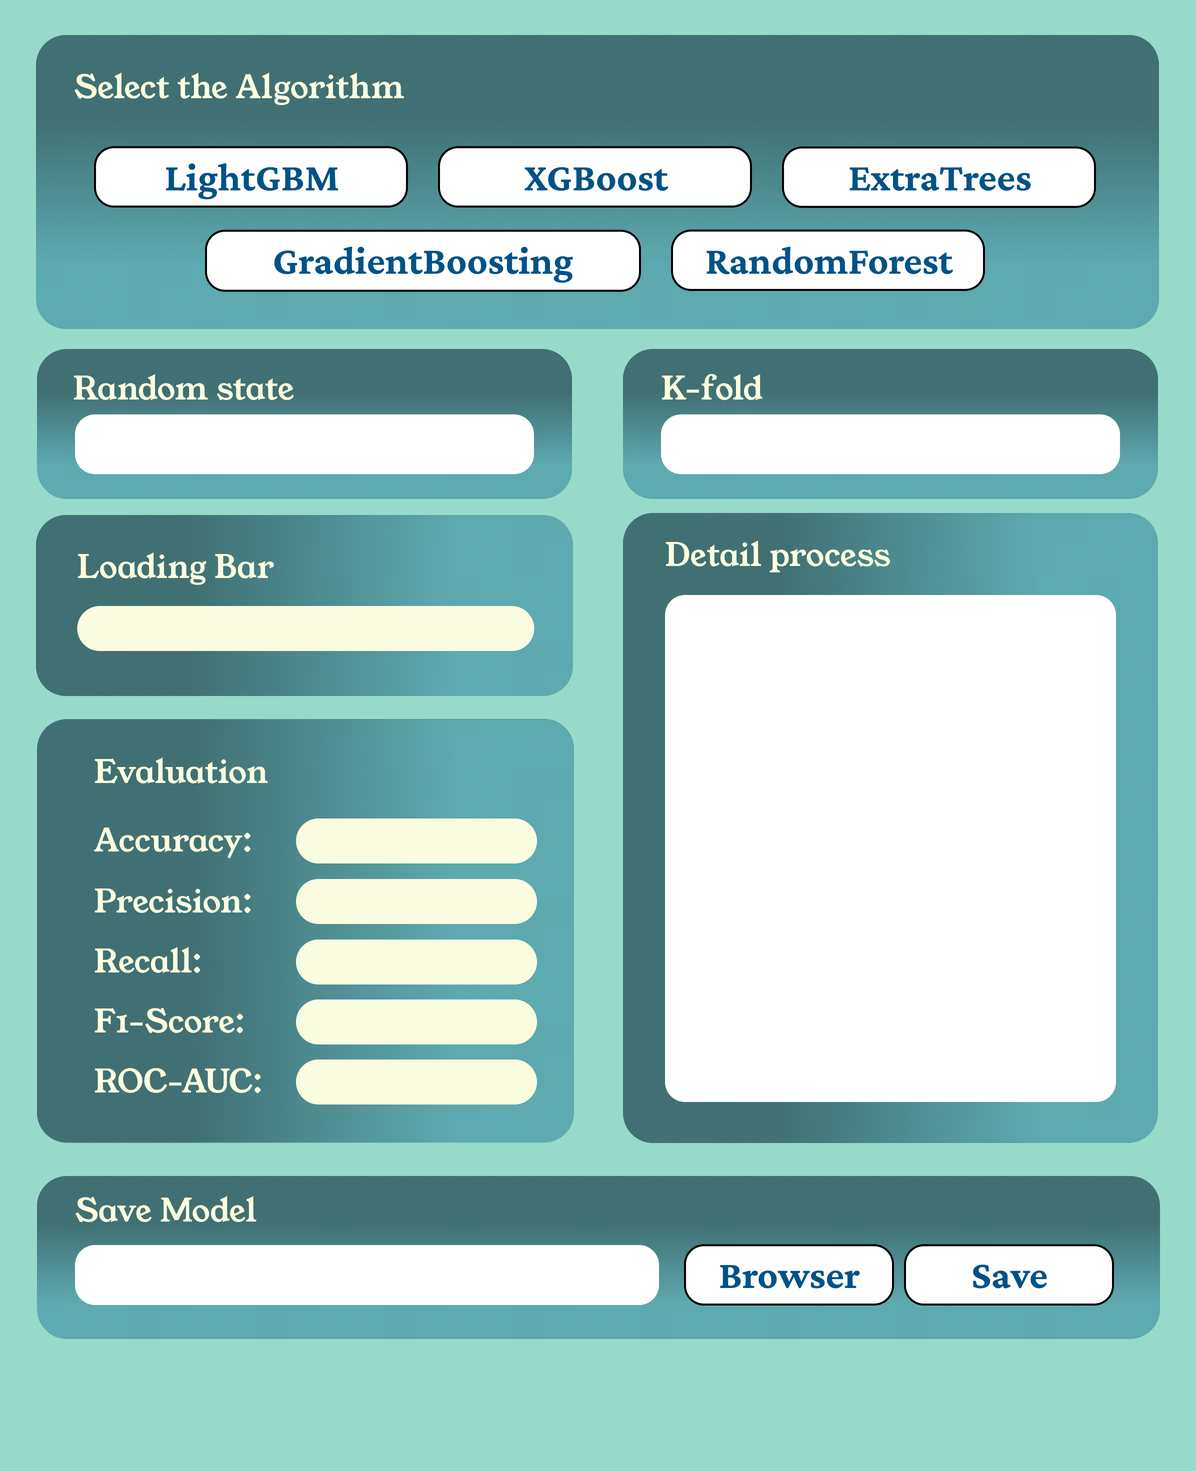 Select the Algorithm
LightGBM XGBoost ExtraTrees
GradientBoosting RandomForest
Random state
K-fold
Loading Bar
Detail process
Evaluation
Accuracy:
Precision:
Recall:
F1-Score:
ROC-AUC:
Save Model
Browser Save